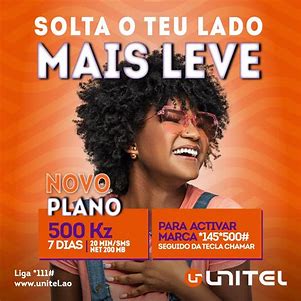 SOLTA O TEU LADO
MAIS LEVE
NOVO
PLANO
500 Kz
7 DIAS
20 MIN/SMS
NET 200 MB
PARA ACTIVAR
MARCA *145*500#
SEGUIDO DA TECLA CHAMAR
Liga *111#
www.unitel.ao
UNITEL